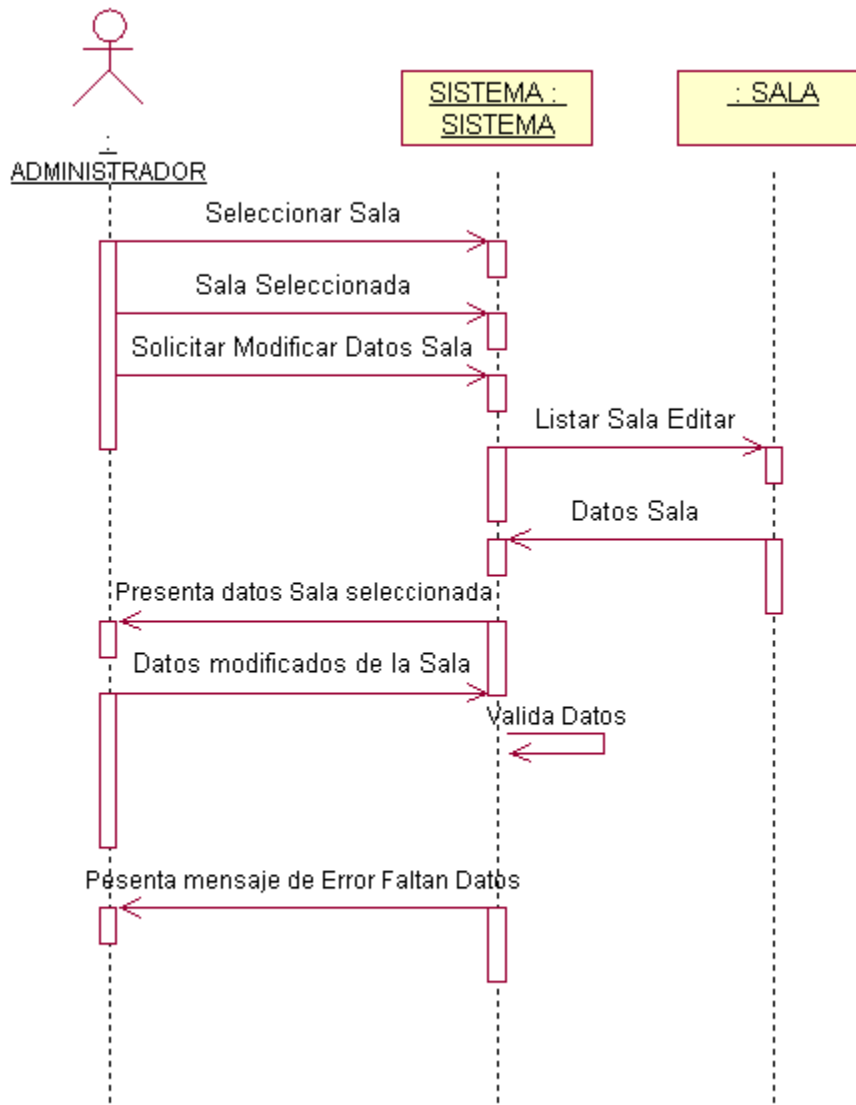 SISTEMA :
SISTEMA
: SALA
:
ADMINISTRADOR
Seleccionar Sala
Sala Seleccionada
Solicitar Modificar Datos Sala
Listar Sala Editar
Datos Sala
Presenta datos Sala seleccionada
Datos modificados de la Sala
Valida Datos
Pesenta mensaje de Error Faltan Datos